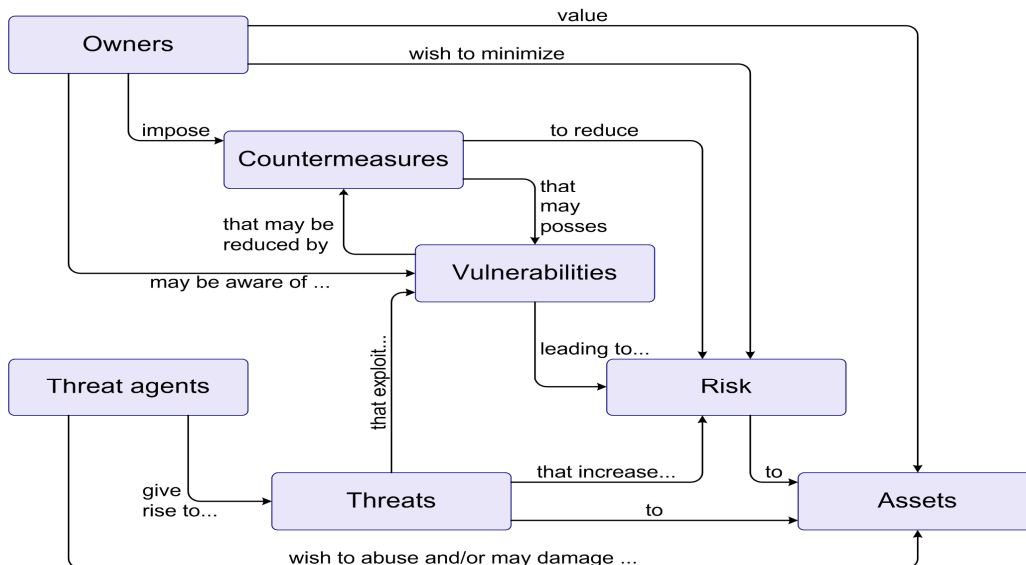 value
Owners
wish to minimize
impose
to reduce
Countermeasures
that
may
posses
that may be
reduced by
Vulnerabilities
may be aware of ...
leading to...
that exploit...
Threat agents
Risk
that increase...
to
give
rise to...
Threats
Assets
to
wish to abuse and/or may damage ...